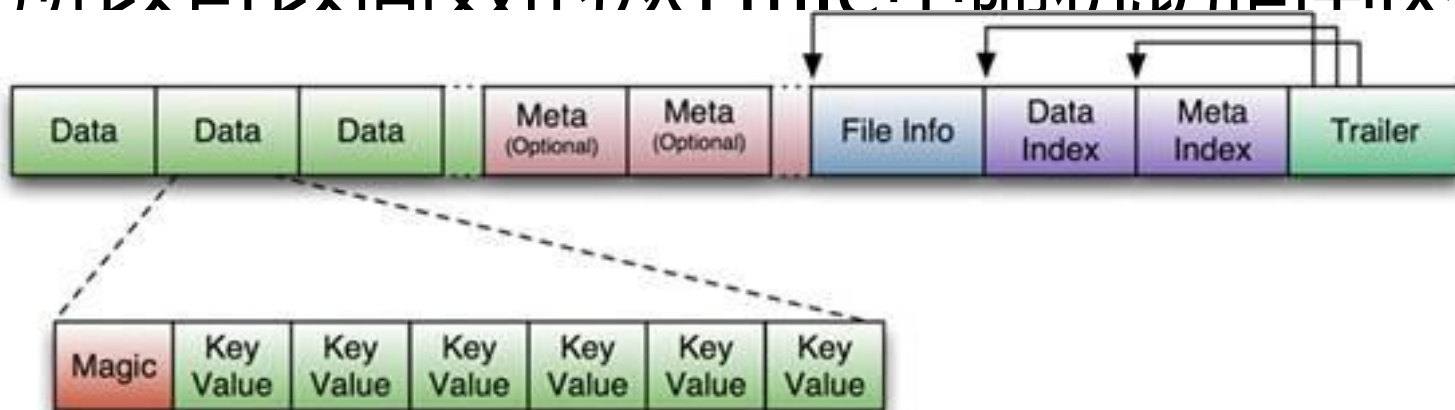 Data
Data
Data
Meta
(Optional)
Meta
(Optional)
File Info
Data
Index
Meta
Index
Trailer
Magic
Key
Value
Key
Value
Key
Value
Key
Value
Key
Value
Key
Value